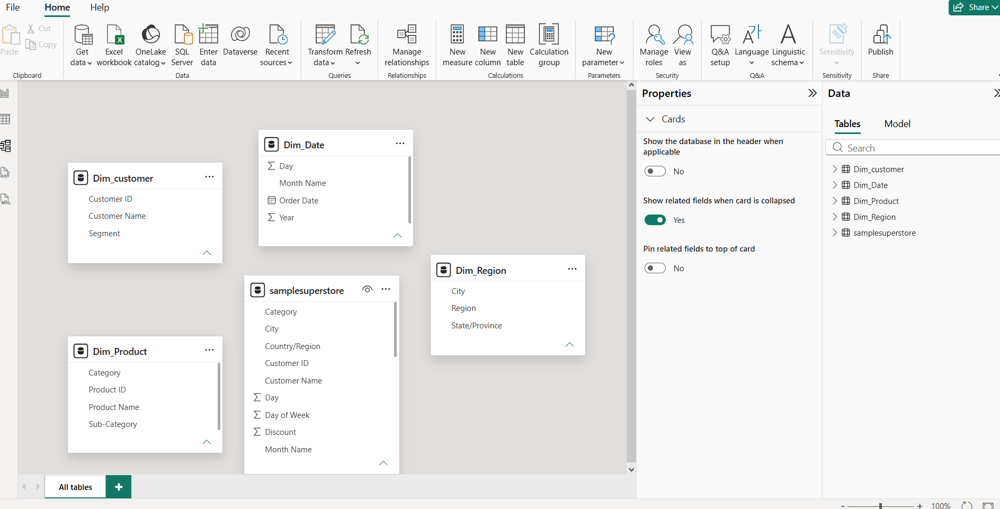 File
Home
Help
Share
Paste
Cut
Copy
Clipboard
Get data
Excel workbook
OneLake catalog
SQL Server
Enter data
Dataverse
Recent sources
Data
Transform data
Refresh
Queries
Manage relationships
Relationships
New measure
New column
New table
Calculation group
Calculations
New parameter
Parameters
Manage roles
View as
Security
Q&A setup
Language
Linguistic schema
Q&A
Sensitivity
Sensitivity
Publish
Share
Dim_customer
Customer ID
Customer Name
Segment
Dim_Date
Day
Month Name
Order Date
Year
Dim_Region
City
Region
State/Province
samplesuperstore
Category
City
Country/Region
Customer ID
Customer Name
Day
Day of Week
Discount
Month Name
Dim_Product
Category
Product ID
Product Name
Sub-Category
All tables
Properties
Cards
Show the database in the header when
applicable
No
Show related fields when card is collapsed
Yes
Pin related fields to top of card
No
Data
Tables
Model
Search
Dim_customer
Dim_Date
Dim_Product
Dim_Region
samplesuperstore
100%